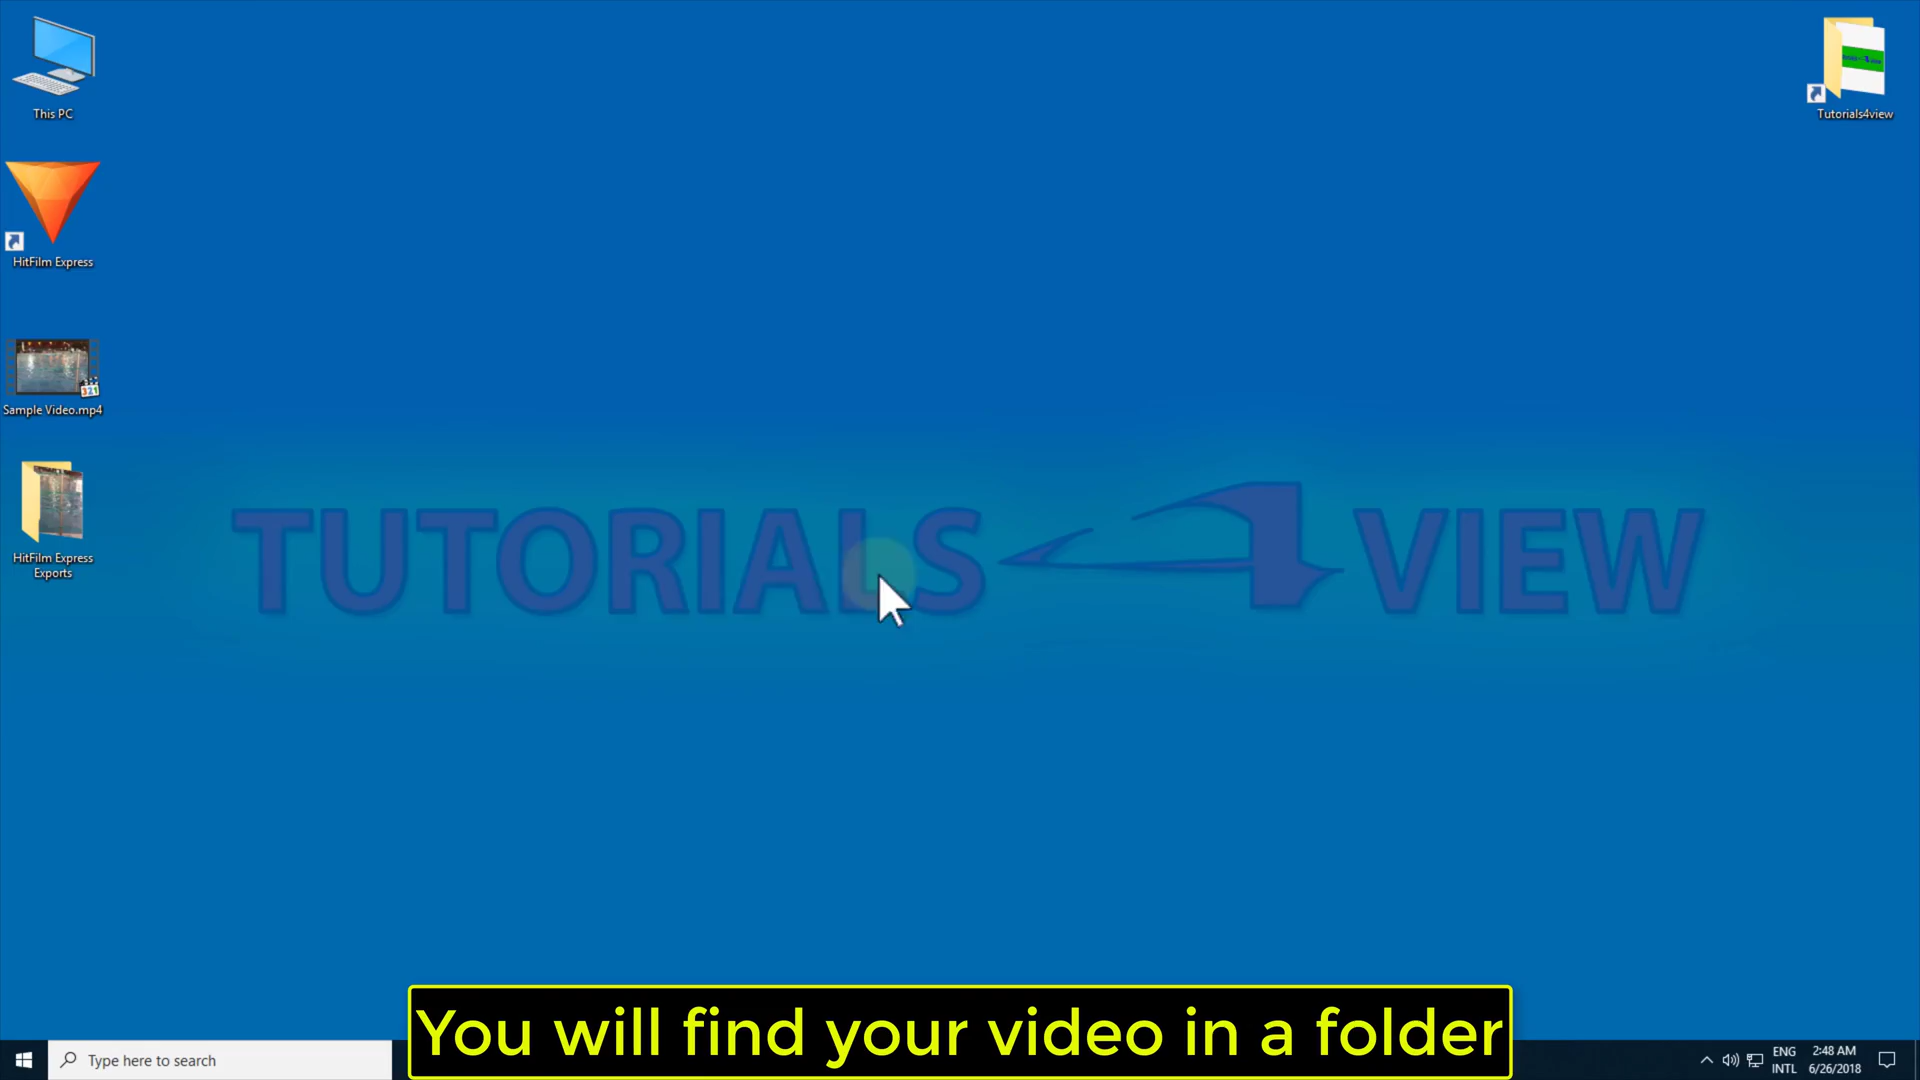 This PC
Tutorials4view
HitFilm Express
Sample Video.mp4
HitFilm Express
Exports
TUTORIALS 4 VIEW
You will find your video in a folder
Type here to search
ENG
INTL
2:48 AM
6/26/2018